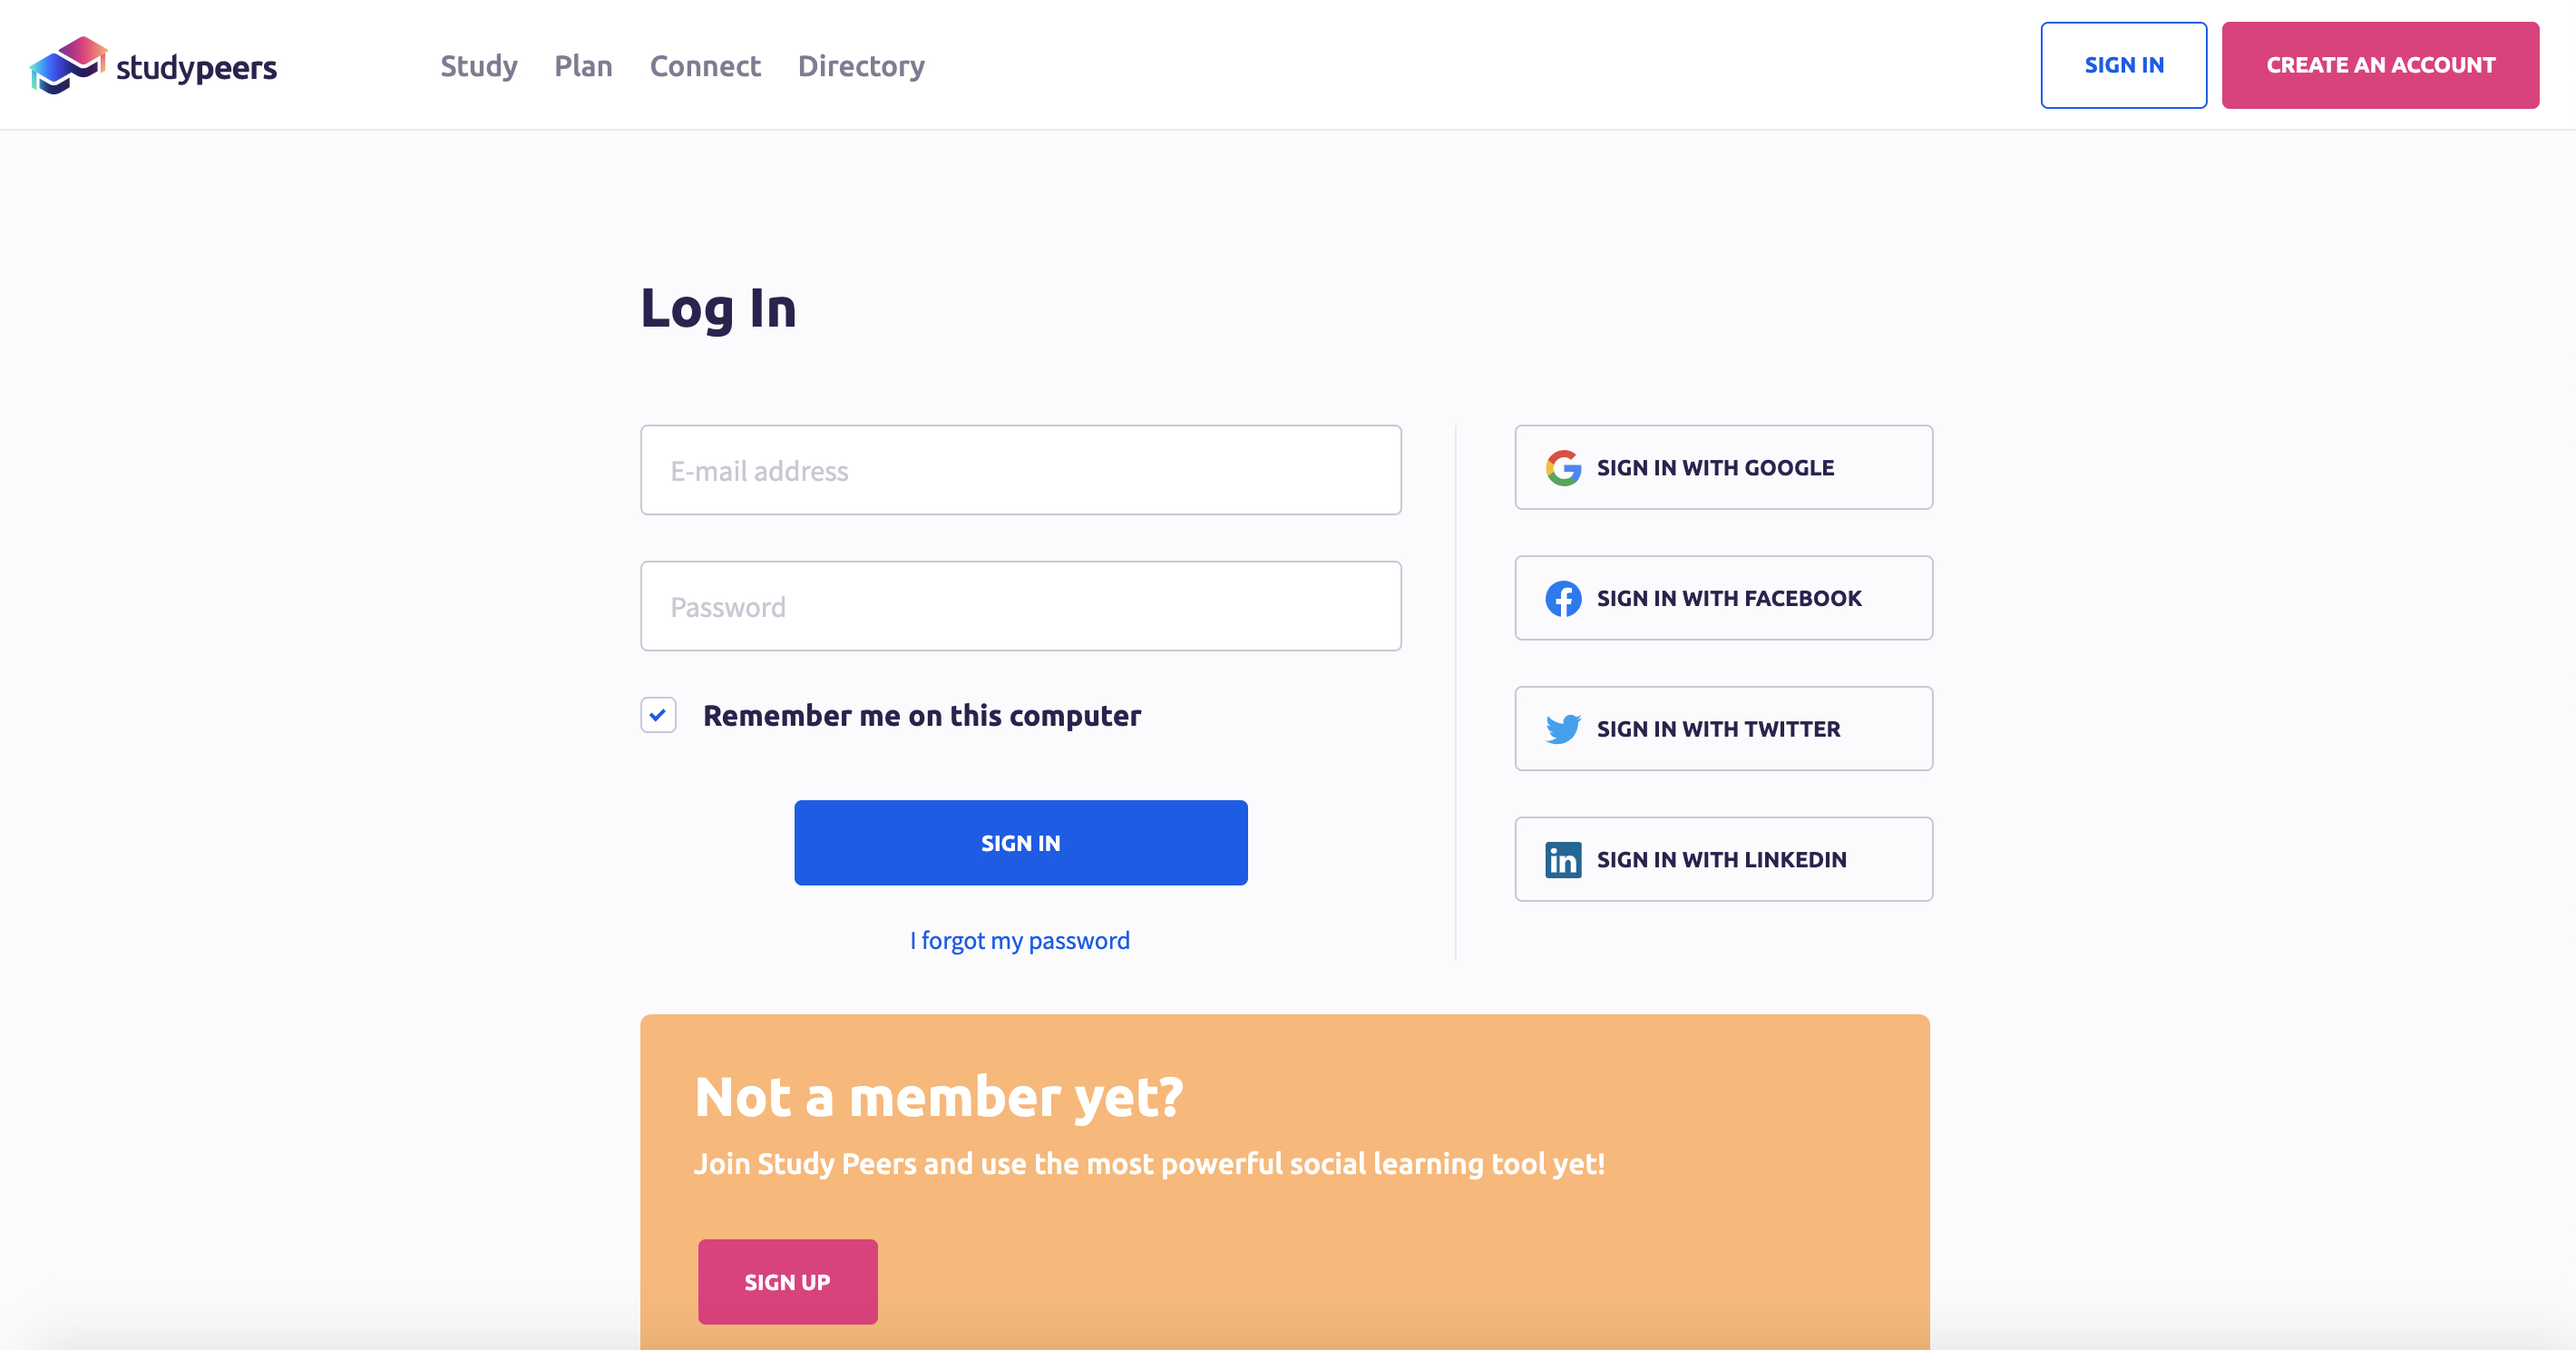 studypeers
Study
Plan
Connect
Directory
SIGN IN
CREATE AN ACCOUNT
Log In
E-mail address
Password
Remember me on this computer
SIGN IN
I forgot my password
SIGN IN WITH GOOGLE
SIGN IN WITH FACEBOOK
SIGN IN WITH TWITTER
in SIGN IN WITH LINKEDIN
Not a member yet?
Join Study Peers and use the most powerful social learning tool yet!
SIGN UP